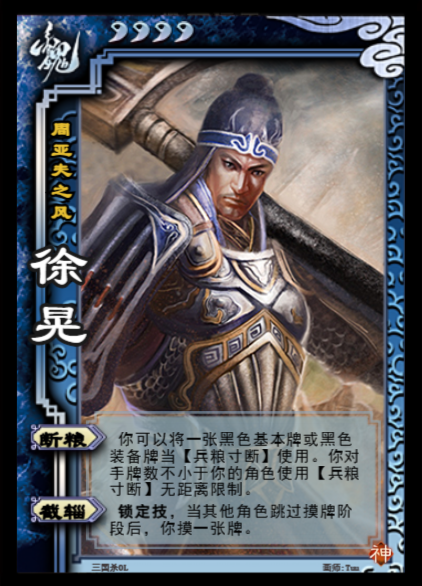 魏
周亚夫之风
徐晃
断粮
你可以将一张黑色基本牌或黑色
装备牌当【兵粮寸断】使用。你对
手牌数不小于你的角色使用【兵粮
寸断】无距离限制。
截辎
锁定技,当其他角色跳过摸牌阶
段后,你摸一张牌。
三国杀OL
画师:Tuu
神